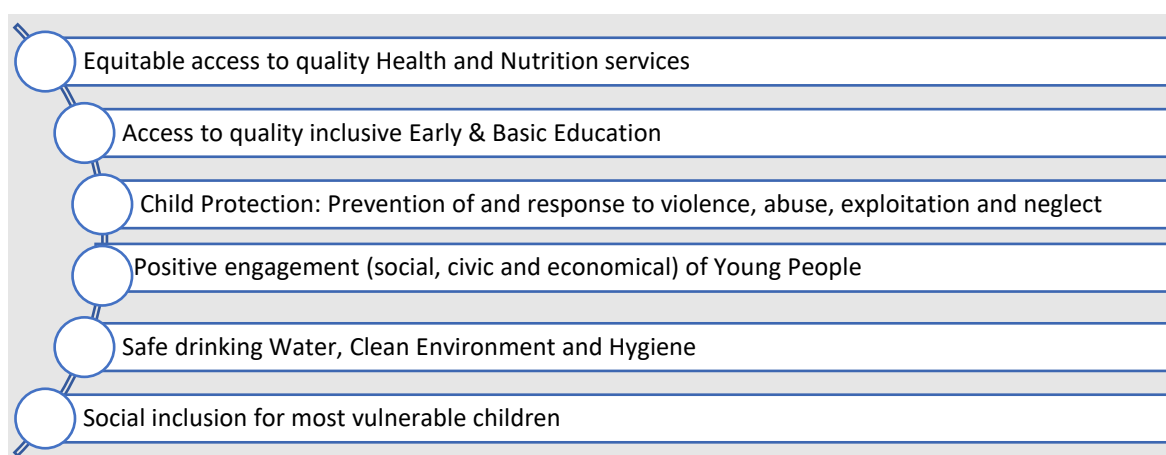 Equitable access to quality Health and Nutrition services
Access to quality inclusive Early & Basic Education
Child Protection: Prevention of and response to violence, abuse, exploitation and neglect
Positive engagement (social, civic and economical) of Young People
Safe drinking Water, Clean Environment and Hygiene
Social inclusion for most vulnerable children